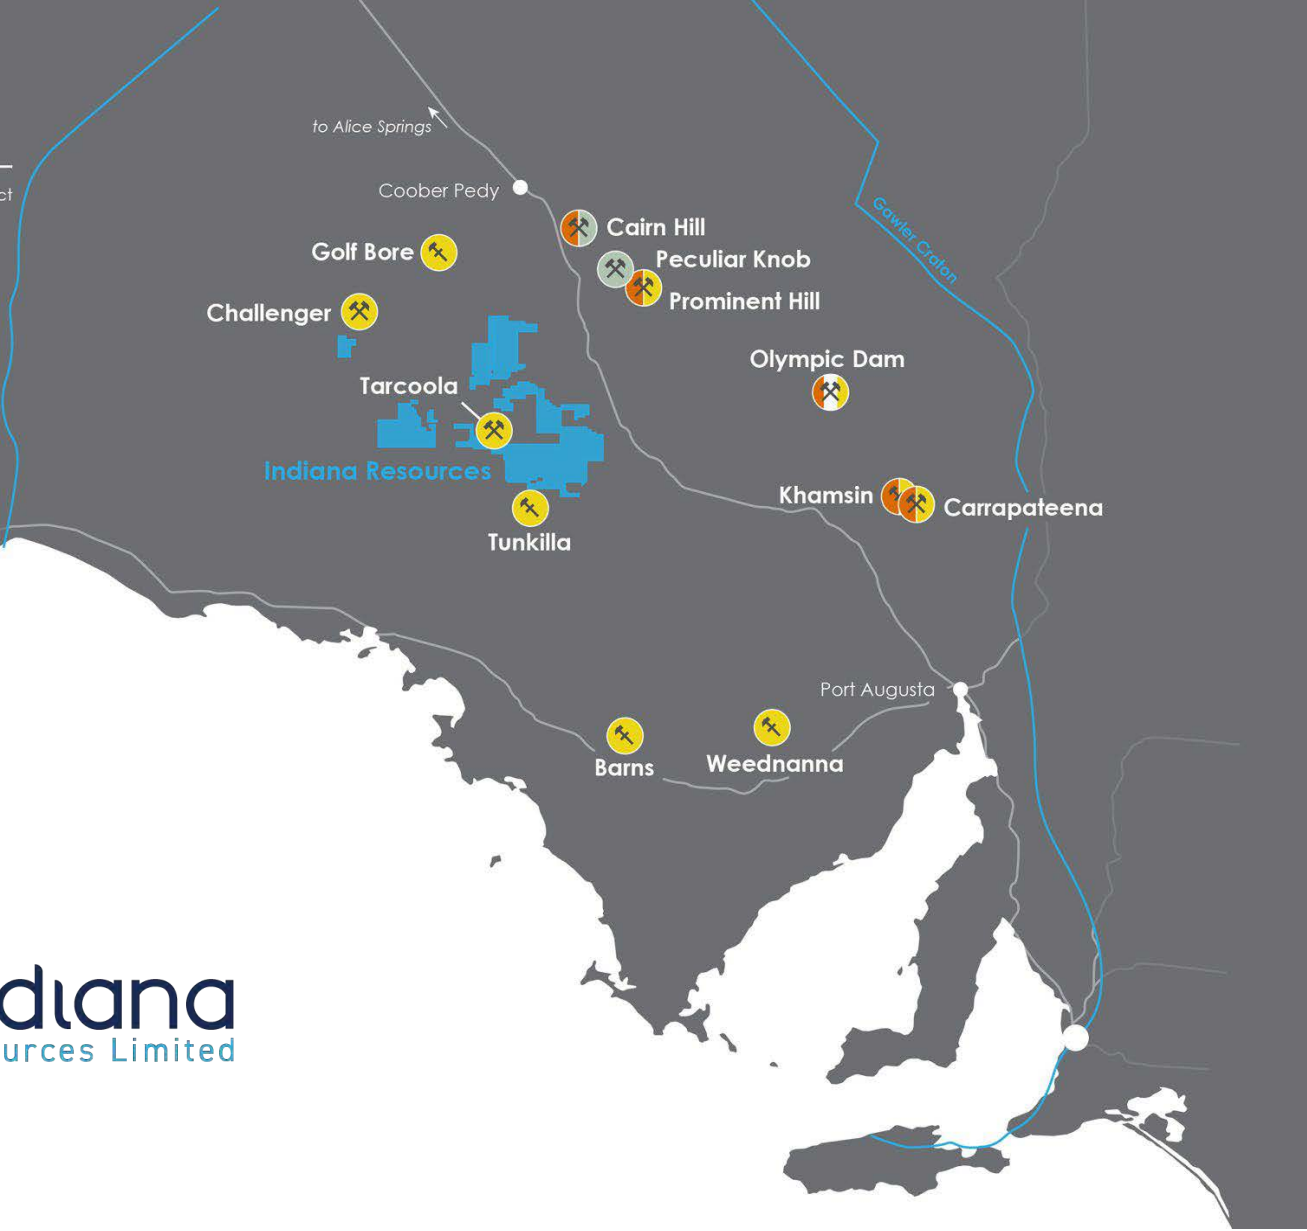 to Alice Springs
ct
Coober Pedy
Gawler Craton
Cairn Hill
Golf Bore
Peculiar Knob
Prominent Hill
Challenger
Olympic Dam
Tarcoola
Indiana Resources
Khamsin
Carrapateena
Tunkilla
Port Augusta
Barns
Weednanna
diana
urces Limited